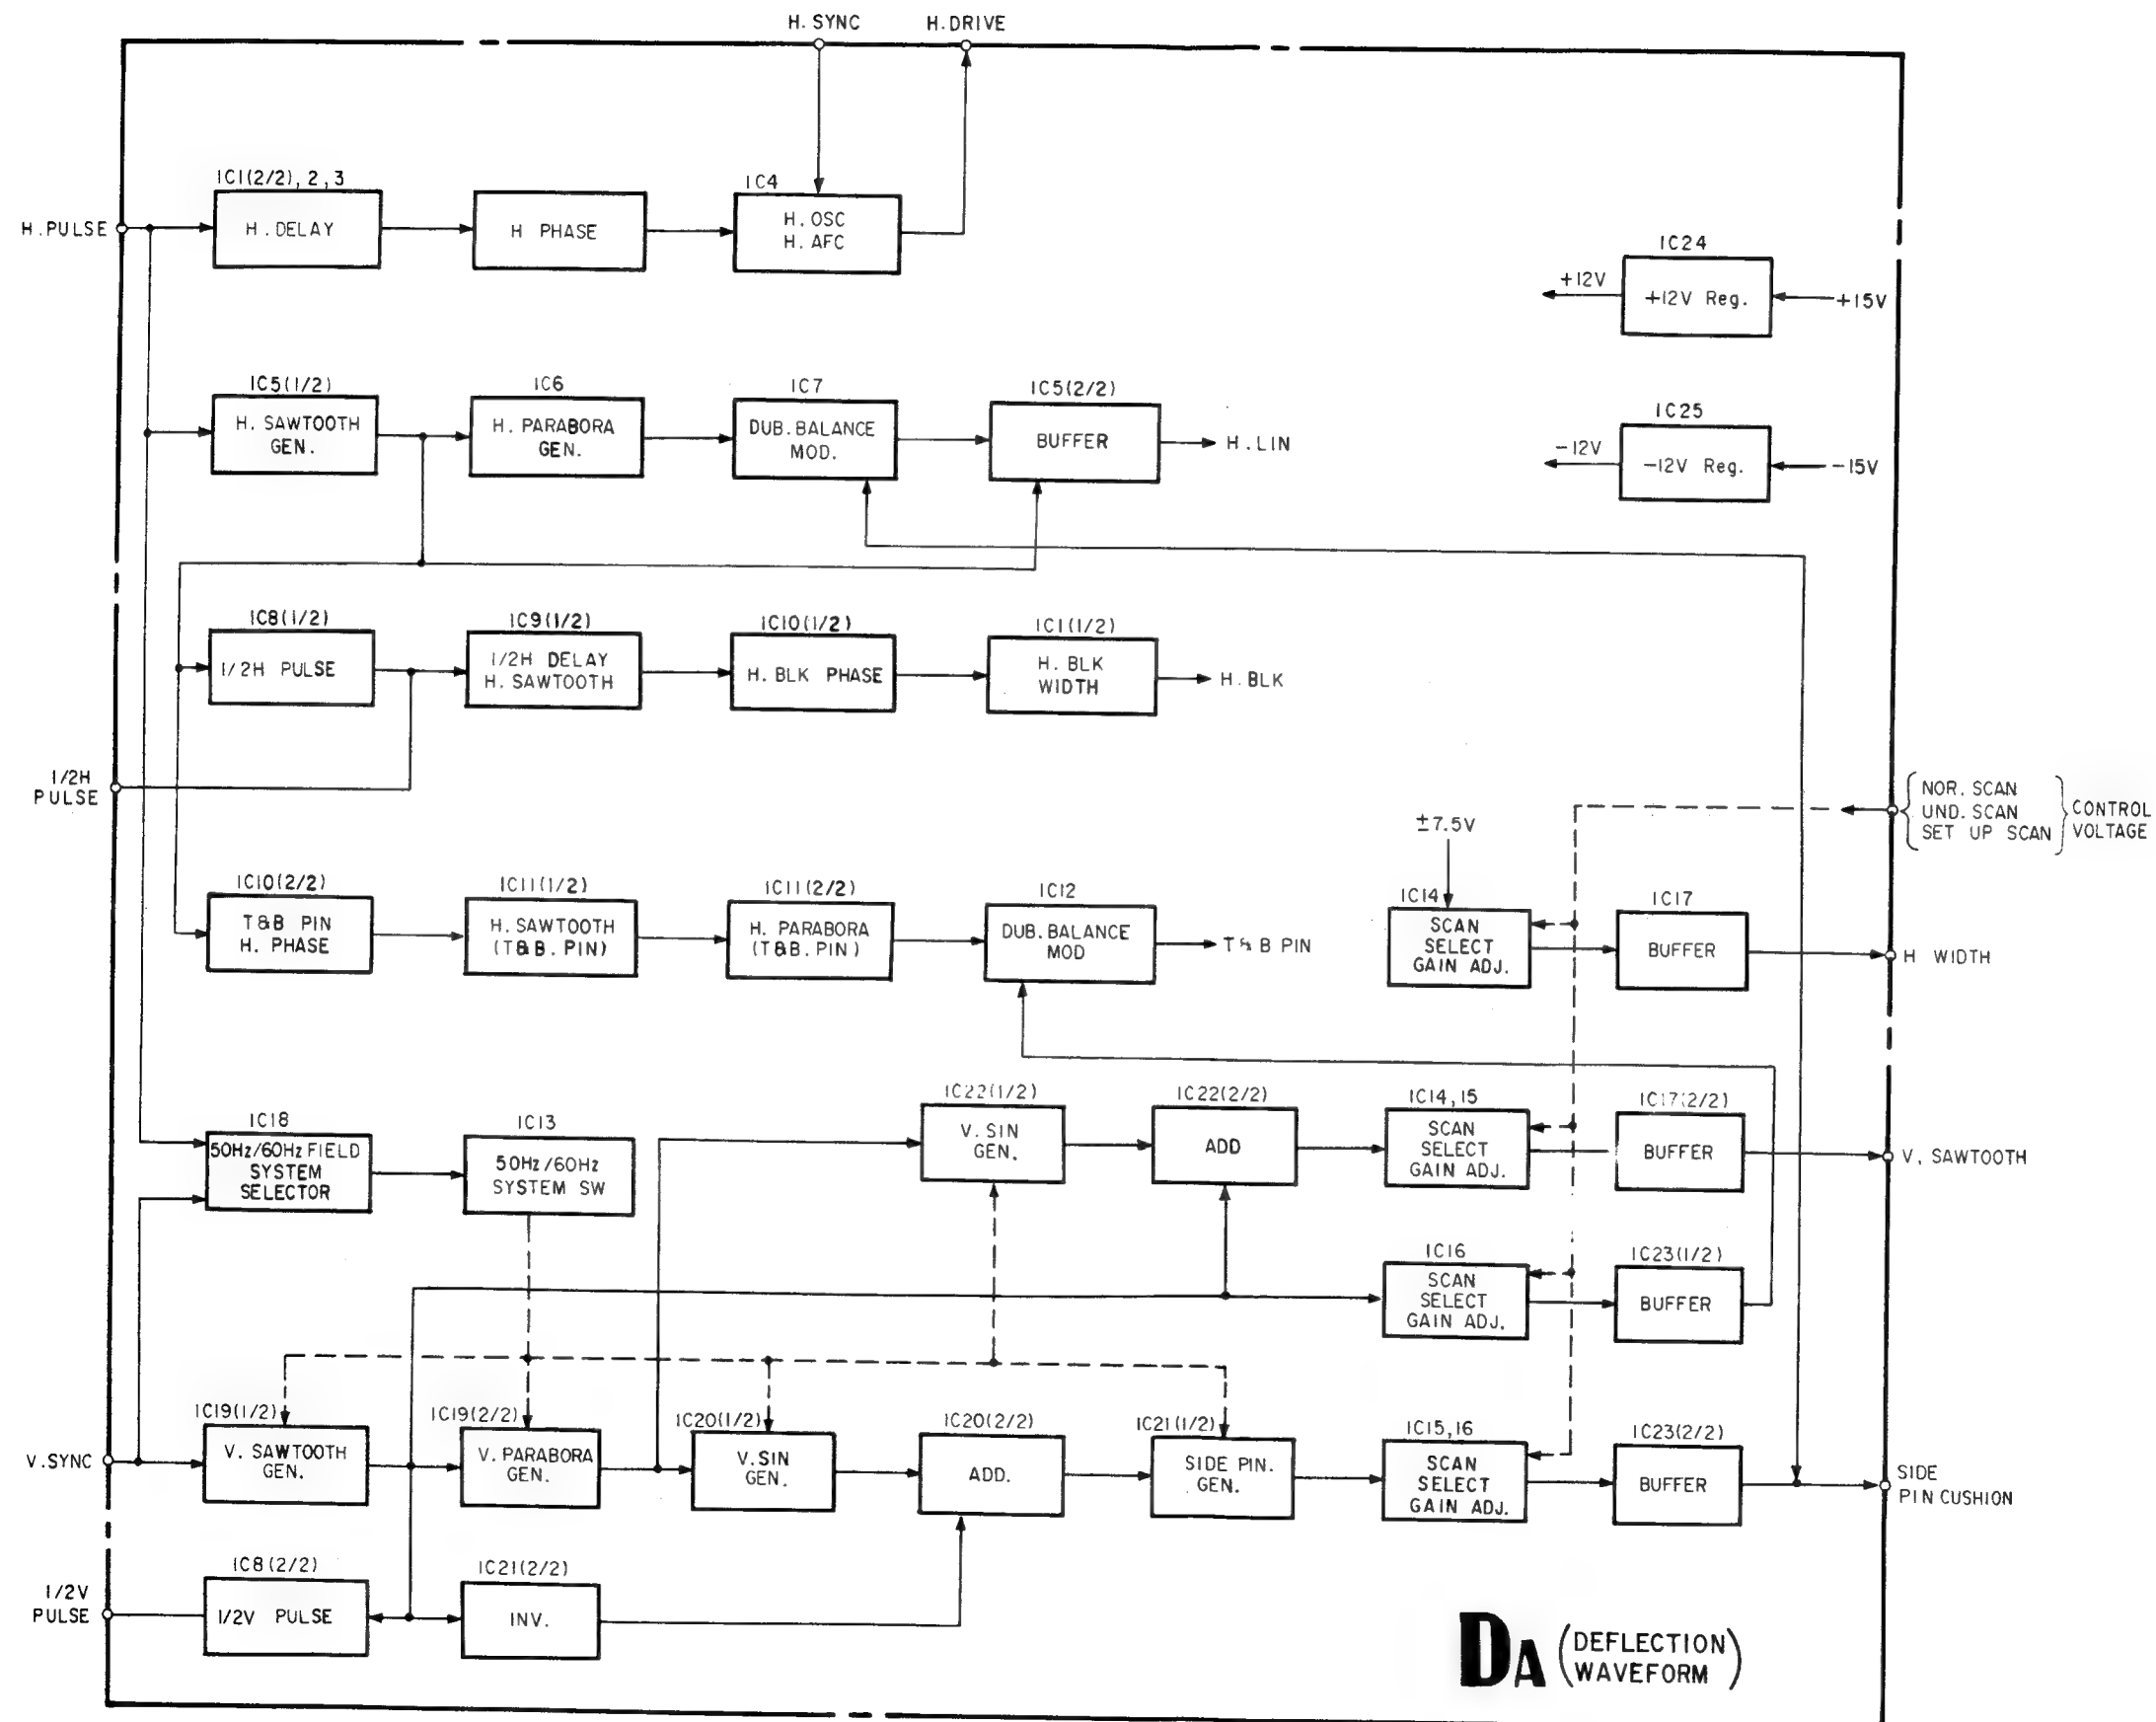 H. SYNC
H.DRIVE
IC1(2/2), 2, 3
H. DELAY
H PHASE
IC4
H. OSC
H. AFC
H.PULSE
IC24
+12V
+12V Reg.
+15V
IC5(1/2)
H. SAWTOOTH
GEN.
IC6
H. PARABORA
GEN.
IC7
DUB.BALANCE
MOD.
IC5(2/2)
BUFFER
H.LIN
IC25
-12V
-12V Reg.
-15V
IC8(1/2)
1/2H PULSE
IC9(1/2)
1/2H DELAY
H. SAWTOOTH
IC10(1/2)
H. BLK PHASE
IC1(1/2)
H. BLK
WIDTH
H.BLK
1/2H
PULSE
NOR. SCAN
UND. SCAN
SET UP SCAN
CONTROL
VOLTAGE
IC10(2/2)
T&B PIN
H. PHASE
IC11(1/2)
H. SAWTOOTH
(T&B. PIN)
IC11(2/2)
H. PARABORA
(T&B. PIN)
IC12
DUB.BALANCE
MOD
T&B PIN
±7.5V
IC14
SCAN
SELECT
GAIN ADJ.
IC17
BUFFER
H WIDTH
IC18
50Hz/60Hz FIELD
SYSTEM
SELECTOR
IC13
50Hz/60Hz
SYSTEM SW
IC22(1/2)
V. SIN
GEN.
IC22(2/2)
ADD
IC14, 15
SCAN
SELECT
GAIN ADJ.
IC17(2/2)
BUFFER
V, SAWTOOTH
IC16
SCAN
SELECT
GAIN ADJ.
IC23(1/2)
BUFFER
V.SYNC
IC19(1/2)
V. SAWTOOTH
GEN.
IC19(2/2)
V. PARABORA
GEN.
IC20(1/2)
V.SIN
GEN.
IC20(2/2)
ADD.
IC21(1/2)
SIDE PIN.
GEN.
IC15, 16
SCAN
SELECT
GAIN ADJ.
IC23(2/2)
BUFFER
SIDE
PIN CUSHION
1/2V
PULSE
IC8(2/2)
1/2V PULSE
IC21(2/2)
INV.
DA (DEFLECTION
WAVEFORM)